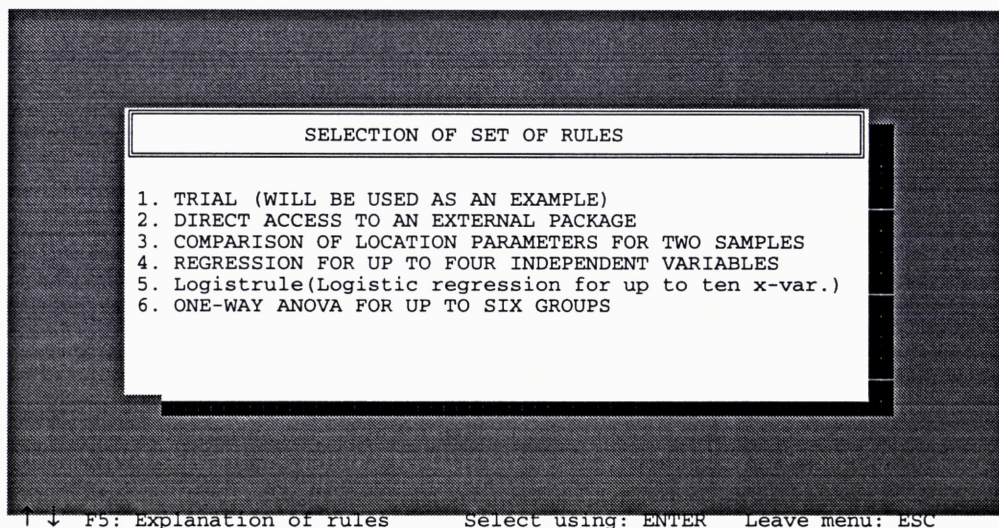 SELECTION OF SET OF RULES
1. TRIAL (WILL BE USED AS AN EXAMPLE)
2. DIRECT ACCESS TO AN EXTERNAL PACKAGE
3. COMPARISON OF LOCATION PARAMETERS FOR TWO SAMPLES
4. REGRESSION FOR UP TO FOUR INDEPENDENT VARIABLES
5. Logistrule(Logistic regression for up to ten x-var.)
6. ONE-WAY ANOVA FOR UP TO SIX GROUPS
↑ ↓ F5: Explanation of rules Select using: ENTER Leave menu: ESC